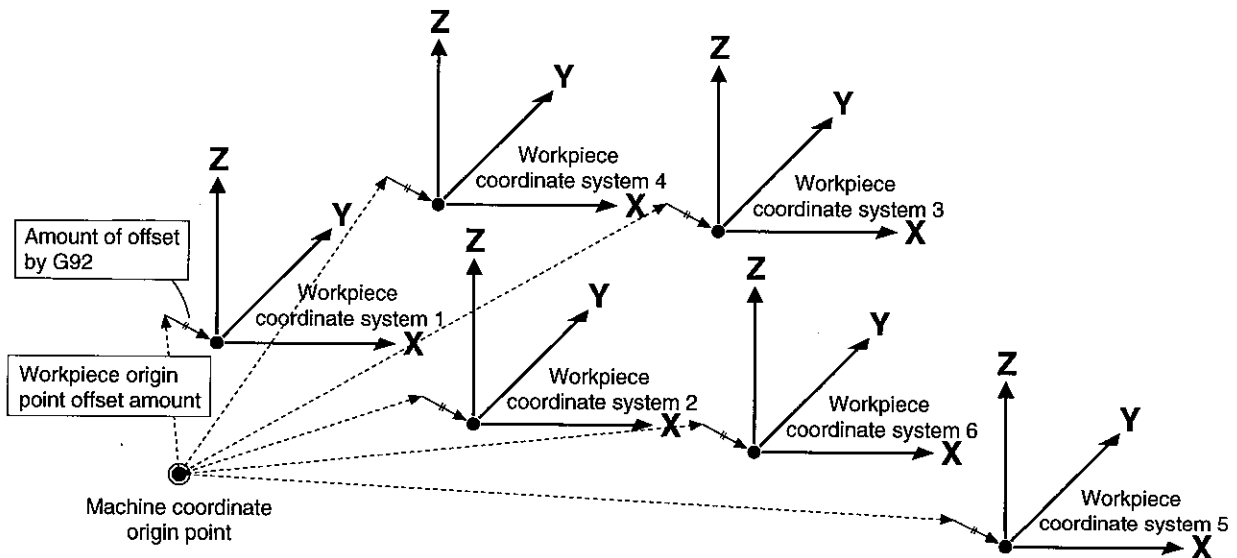 Z
Y
Workpiece
coordinate system 4
X
Z
Y
Workpiece
coordinate system 3
X
Z
Y
Amount of offset
by G92
Workpiece
coordinate system 1
X
Z
Y
Workpiece
coordinate system 2
X
Z
Y
Workpiece
coordinate system 6
X
Workpiece origin
point offset amount
Z
Y
Workpiece
coordinate system 5
X
Machine coordinate
origin point